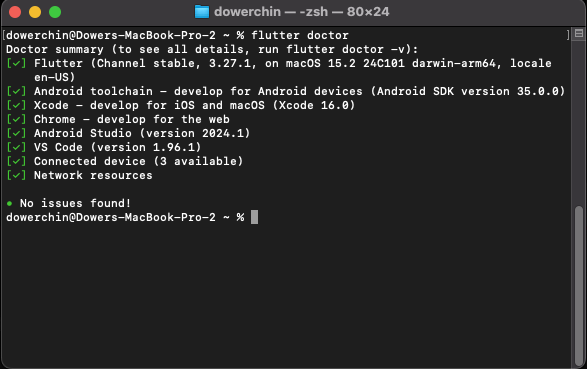 dowerchin — -zsh — 80×24
[dowerchin@Dowers-MacBook-Pro-2 ~ % flutter doctor ]
Doctor summary (to see all details, run flutter doctor -v):
[✓] Flutter (Channel stable, 3.27.1, on macOS 15.2 24C101 darwin-arm64, locale
en-US)
[✓] Android toolchain - develop for Android devices (Android SDK version 35.0.0)
[✓] Xcode - develop for iOS and macOS (Xcode 16.0)
[✓] Chrome - develop for the web
[✓] Android Studio (version 2024.1)
[✓] VS Code (version 1.96.1)
[✓] Connected device (3 available)
[✓] Network resources
• No issues found!
dowerchin@Dowers-MacBook-Pro-2 ~ %